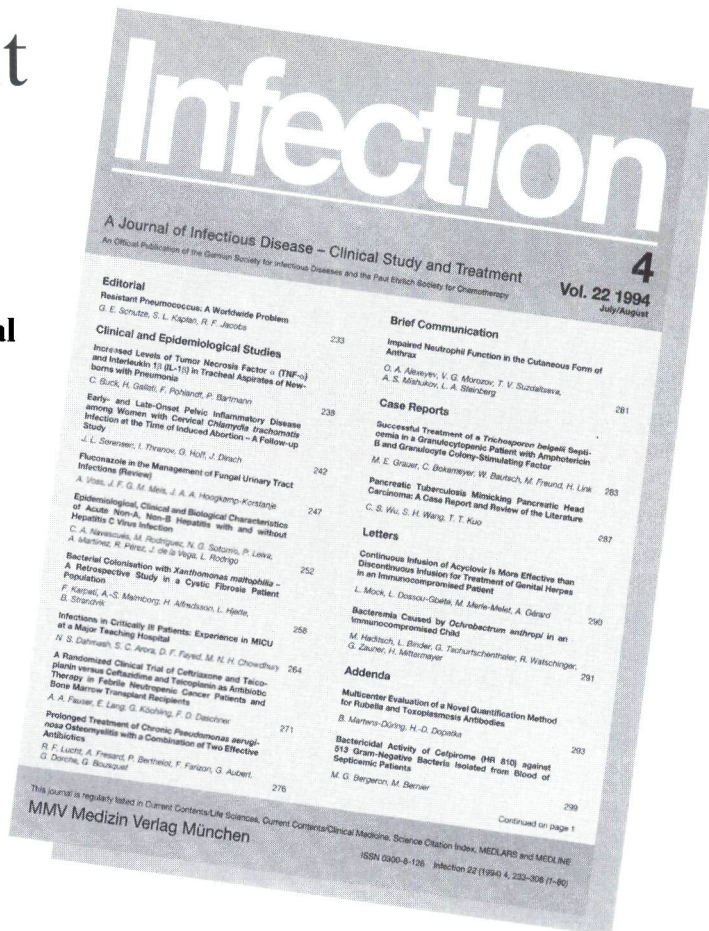 t
al
Infection
A Journal of Infectious Disease – Clinical Study and Treatment
An Official Publication of the German Society for Infectious Diseases and the Paul Ehrlich Society for Chemotherapy
4
Vol. 22 1994
July/August
Editorial
Resistant Pneumococcus: A Worldwide Problem
G. E. Schutze, S. L. Kaplan, R. F. Jacobs
233
Clinical and Epidemiological Studies
Increased Levels of Tumor Necrosis Factor α (TNF-α)
and Interleukin 1β (IL-1β) in Tracheal Aspirates of New-
borns with Pneumonia
C. Buck, H. Gallati, F. Pohlandt, P. Bartmann
238
Early- and Late-Onset Pelvic Inflammatory Disease
among Women with Cervical Chlamydia trachomatis
Infection at the Time of Induced Abortion – A Follow-up
Study
J. L. Sørensen, I. Thranov, G. Hoff, J. Dirach
242
Fluconazole in the Management of Fungal Urinary Tract
Infections (Review)
A. Voss, J. F. G. M. Meis, J. A. A. Hoogkamp-Korstanje
247
Epidemiological, Clinical and Biological Characteristics
of Acute Non-A, Non-B Hepatitis with and without
Hepatitis C Virus Infection
C. A. Navascués, M. Rodríguez, N. G. Sotorrio, P. Leiva,
A. Martínez, R. Pérez, J. de la Vega, L. Rodrigo
252
Bacterial Colonisation with Xanthomonas maltophilia –
A Retrospective Study in a Cystic Fibrosis Patient
Population
F. Karpati, A.-S. Malmborg, H. Alfredsson, L. Hjelte,
B. Strandvik
258
Infections in Critically Ill Patients: Experience in MICU
at a Major Teaching Hospital
N. S. Dahmash, S. C. Arora, D. F. Fayed, M. N. H. Chowdhury 264
A Randomized Clinical Trial of Ceftriaxone and Teico-
planin versus Ceftazidime and Teicoplanin as Antibiotic
Therapy in Febrile Neutropenic Cancer Patients and
Bone Marrow Transplant Recipients
A. A. Fauser, E. Lang, G. Köchling, F. D. Daschner
271
Prolonged Treatment of Chronic Pseudomonas aerugi-
nosa Osteomyelitis with a Combination of Two Effective
Antibiotics
R. F. Lucht, A. Fresard, P. Berthelot, F. Farizon, G. Aubert,
G. Dorche, G. Bousquet
276
Brief Communication
Impaired Neutrophil Function in the Cutaneous Form of
Anthrax
O. A. Alexeyev, V. G. Morozov, T. V. Suzdaltseva,
A. S. Mishukov, L. A. Steinberg
281
Case Reports
Successful Treatment of a Trichosporon beigelii Septi-
cemia in a Granulocytopenic Patient with Amphotericin
B and Granulocyte Colony-Stimulating Factor
M. E. Grauer, C. Bokemeyer, W. Bautsch, M. Freund, H. Link 283
Pancreatic Tuberculosis Mimicking Pancreatic Head
Carcinoma: A Case Report and Review of the Literature
C. S. Wu, S. H. Wang, T. T. Kuo
287
Letters
Continuous Infusion of Acyclovir Is More Effective than
Discontinuous Infusion for Treatment of Genital Herpes
in an Immunocompromised Patient
L. Mock, L. Dossou-Gbété, M. Merle-Melet, A. Gérard
290
Bacteremia Caused by Ochrobactrum anthropi in an
Immunocompromised Child
M. Haditsch, L. Binder, G. Tschurtschenthaler, R. Watschinger,
G. Zauner, H. Mittermayer
291
Addenda
Multicenter Evaluation of a Novel Quantification Method
for Rubella and Toxoplasmosis Antibodies
B. Martens-Düring, H.-D. Dopatka
293
Bactericidal Activity of Cefpirome (HR 810) against
513 Gram-Negative Bacteria Isolated from Blood of
Septicemic Patients
M. G. Bergeron, M. Bernier
299
Continued on page 1
This journal is regularly listed in Current Contents/Life Sciences, Current Contents/Clinical Medicine, Science Citation Index, MEDLARS and MEDLINE
MMV Medizin Verlag München
ISSN 0300-8-126 Infection 22 (1994) 4, 233–308 (1–80)